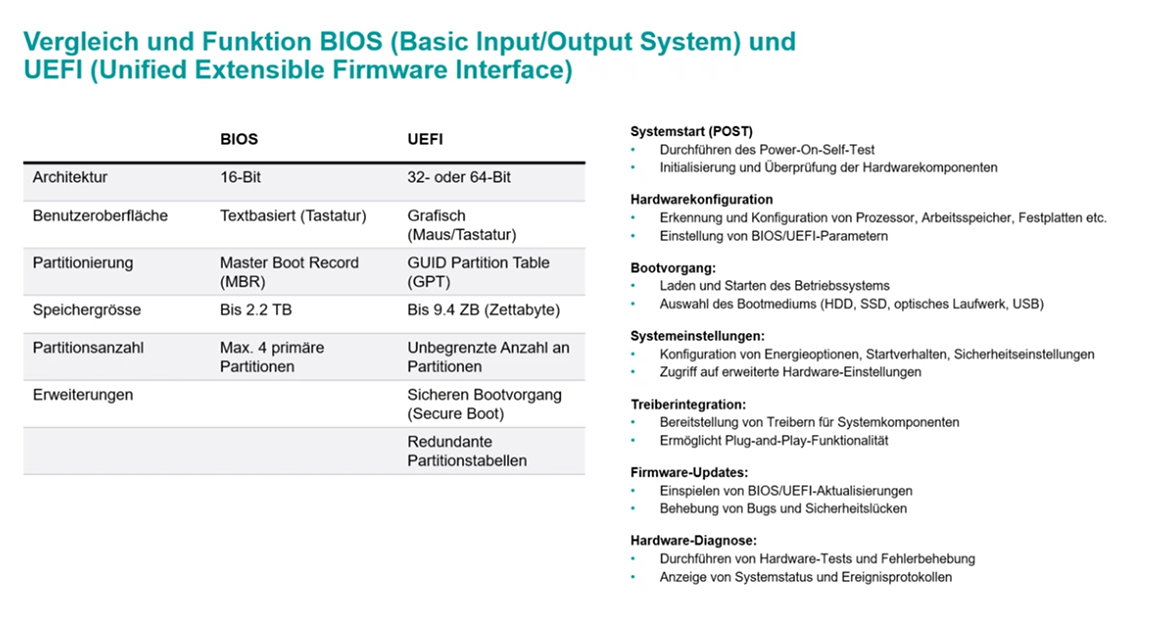 Vergleich und Funktion BIOS (Basic Input/Output System) und
UEFI (Unified Extensible Firmware Interface)
BIOS UEFI
Architektur 16-Bit 32- oder 64-Bit
Benutzeroberfläche Textbasiert (Tastatur) Grafisch
(Maus/Tastatur)
Partitionierung Master Boot Record GUID Partition Table
(MBR) (GPT)
Speichergrösse Bis 2.2 TB Bis 9.4 ZB (Zettabyte)
Partitionsanzahl Max. 4 primäre Unbegrenzte Anzahl an
Partitionen Partitionen
Erweiterungen Sicheren Bootvorgang
(Secure Boot)
Redundante
Partitionstabellen
Systemstart (POST)
• Durchführen des Power-On-Self-Test
• Initialisierung und Überprüfung der Hardwarekomponenten
Hardwarekonfiguration
• Erkennung und Konfiguration von Prozessor, Arbeitsspeicher, Festplatten etc.
• Einstellung von BIOS/UEFI-Parametern
Bootvorgang:
• Laden und Starten des Betriebssystems
• Auswahl des Bootmediums (HDD, SSD, optisches Laufwerk, USB)
Systemeinstellungen:
• Konfiguration von Energieoptionen, Startverhalten, Sicherheitseinstellungen
• Zugriff auf erweiterte Hardware-Einstellungen
Treiberintegration:
• Bereitstellung von Treibern für Systemkomponenten
• Ermöglicht Plug-and-Play-Funktionalität
Firmware-Updates:
• Einspielen von BIOS/UEFI-Aktualisierungen
• Behebung von Bugs und Sicherheitslücken
Hardware-Diagnose:
• Durchführen von Hardware-Tests und Fehlerbehebung
• Anzeige von Systemstatus und Ereignisprotokollen